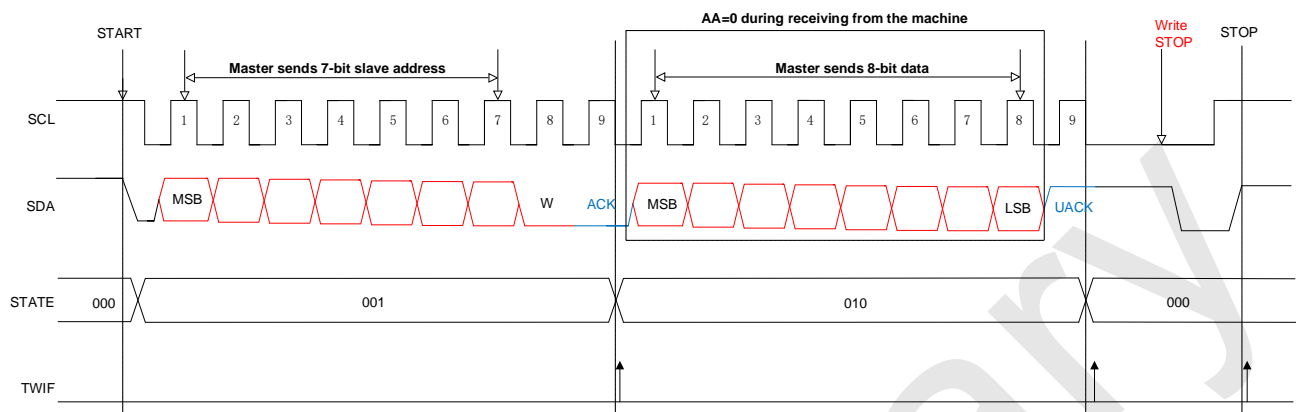 AA=0 during receiving from the machine
START
Write
STOP
STOP
Master sends 7-bit slave address
Master sends 8-bit data
SCL
1 2 3 4 5 6 7 8 9 1 2 3 4 5 6 7 8 9
SDA
MSB
W
ACK
MSB
LSB
UACK
STATE
000
001
010
000
TWIF